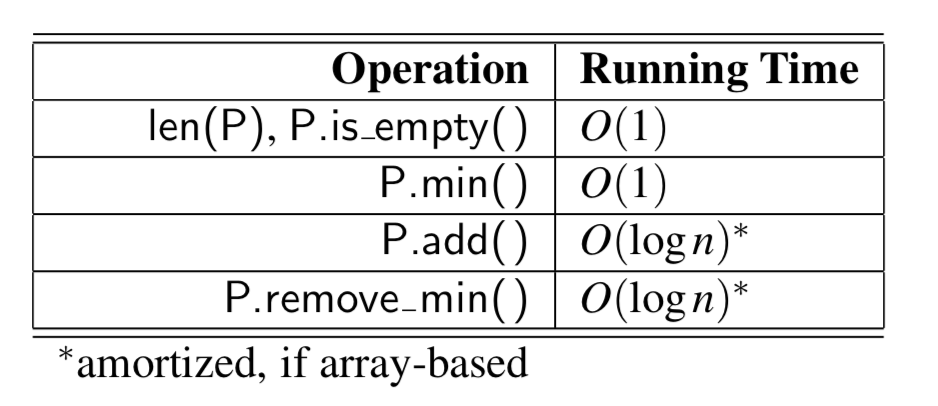 Operation Running Time
len(P), P.is_empty() O(1)
P.min() O(1)
P.add() O(log n)*
P.remove_min() O(log n)*
*amortized, if array-based